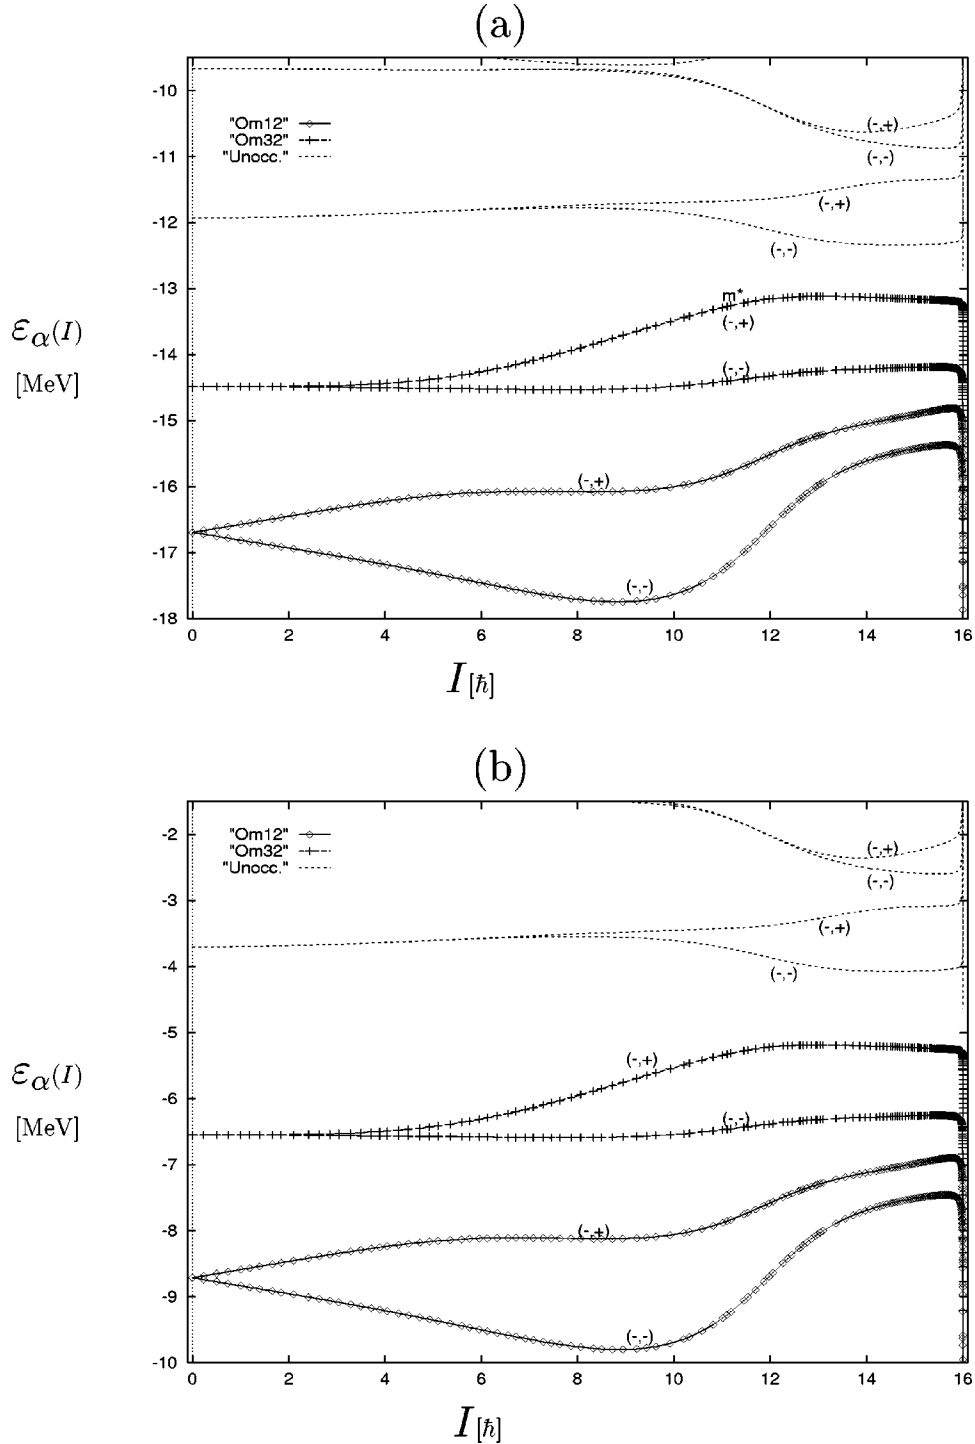 (a)
-10
-11
-12
-13
-14
-15
-16
-17
-18
"Om12"
"Om32"
"Unocc."
(-,+)
(-,-)
(-,+)
(-,-)
m*
(-,+)
(-,-)
(-,+)
(-,-)
εα(I)
[MeV]
0 2 4 6 8 10 12 14 16
I [ħ]
(b)
-2
-3
-4
-5
-6
-7
-8
-9
-10
"Om12"
"Om32"
"Unocc."
(-,+)
(-,-)
(-,+)
(-,-)
(-,+)
(-,-)
(-,+)
(-,-)
εα(I)
[MeV]
0 2 4 6 8 10 12 14 16
I [ħ]